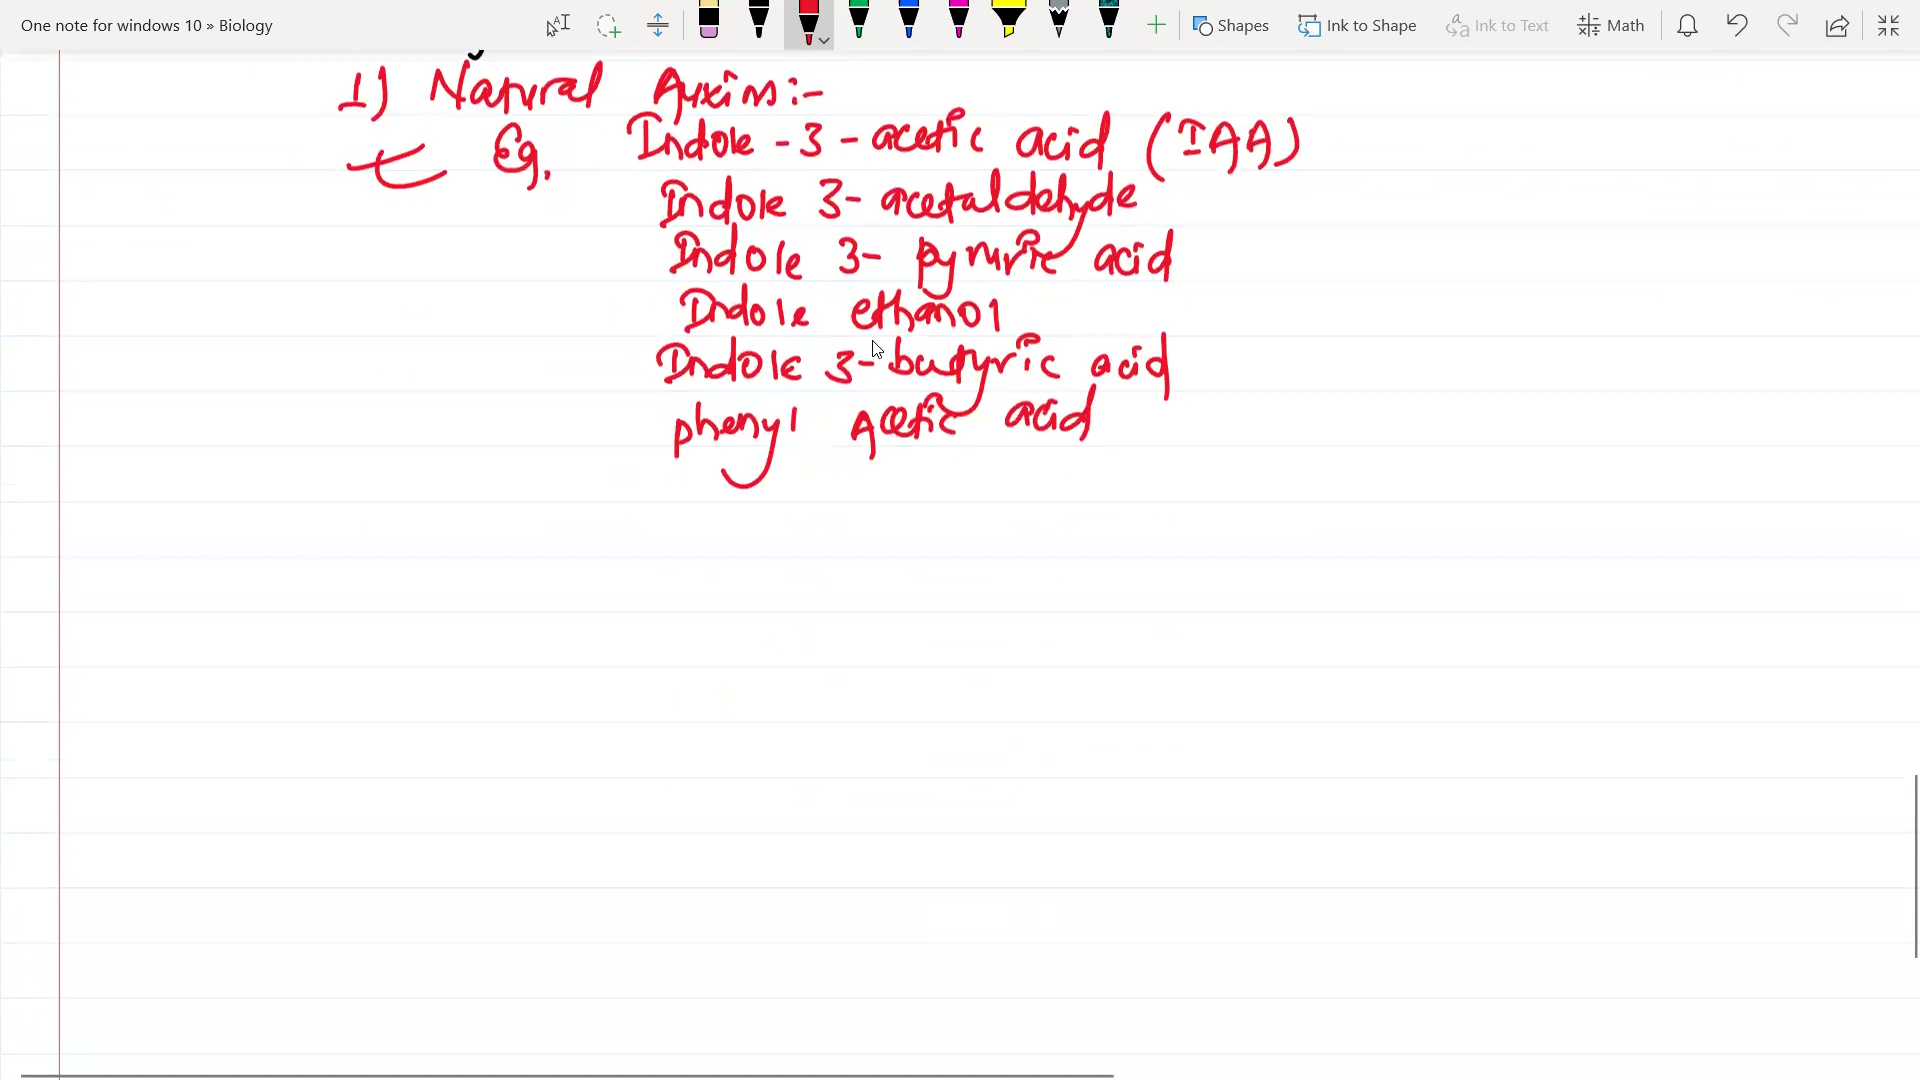 One note for windows 10 » Biology
Shapes
Ink to Shape
Ink to Text
Math
1) Natural Auxins:-
Eg. Indole-3-acetic acid (IAA)
Indole 3-acetaldehyde
Indole 3-pyruvic acid
Indole ethanol
Indole 3-butyric acid
phenyl Acetic acid